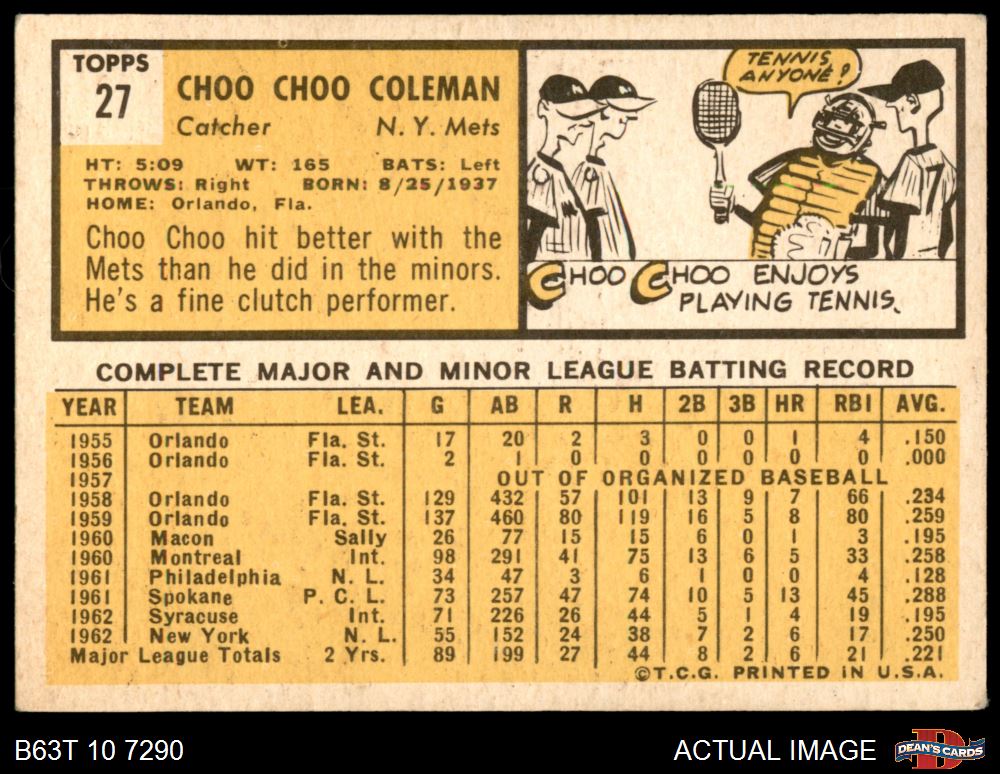 TOPPS
27
CHOO CHOO COLEMAN
Catcher N. Y. Mets
HT: 5:09 WT: 165 BATS: Left
THROWS: Right BORN: 8/25/1937
HOME: Orlando, Fla.
Choo Choo hit better with the
Mets than he did in the minors.
He's a fine clutch performer.
TENNIS,
ANYONE?
7
CHOO CHOO ENJOYS
PLAYING TENNIS.
COMPLETE MAJOR AND MINOR LEAGUE BATTING RECORD
YEAR TEAM LEA. G AB R H 2B 3B HR RBI AVG.
1955 Orlando Fla. St. 17 20 2 3 0 0 1 4 .150
1956 Orlando Fla. St. 2 1 0 0 0 0 0 0 .000
1957 OUT OF ORGANIZED BASEBALL
1958 Orlando Fla. St. 129 432 57 101 13 9 7 66 .234
1959 Orlando Fla. St. 137 460 80 119 16 5 8 80 .259
1960 Macon Sally 26 77 15 15 6 0 1 3 .195
1960 Montreal Int. 98 291 41 75 13 6 5 33 .258
1961 Philadelphia N. L. 34 47 3 6 1 0 0 4 .128
1961 Spokane P. C. L. 73 257 47 74 10 5 13 45 .288
1962 Syracuse Int. 71 226 26 44 5 1 4 19 .195
1962 New York N. L. 55 152 24 38 7 2 6 17 .250
Major League Totals 2 Yrs. 89 199 27 44 8 2 6 21 .221
©T.C.G. PRINTED IN U.S.A.
B63T 10 7290 ACTUAL IMAGE
DEAN'S CARDS